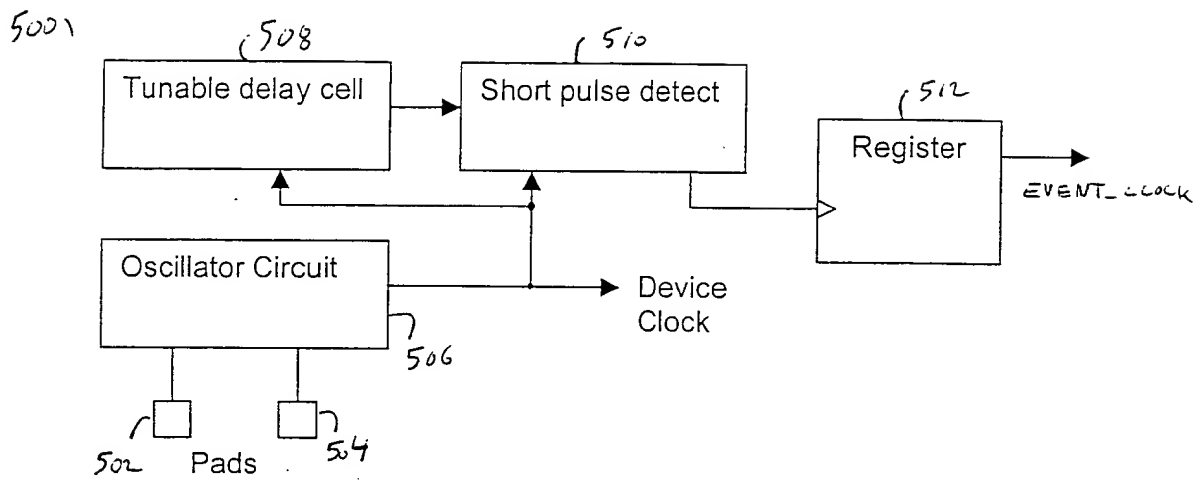 500
508
510
512
Tunable delay cell
Short pulse detect
Register
EVENT_CLOCK
Oscillator Circuit
Device
Clock
506
502
504
Pads